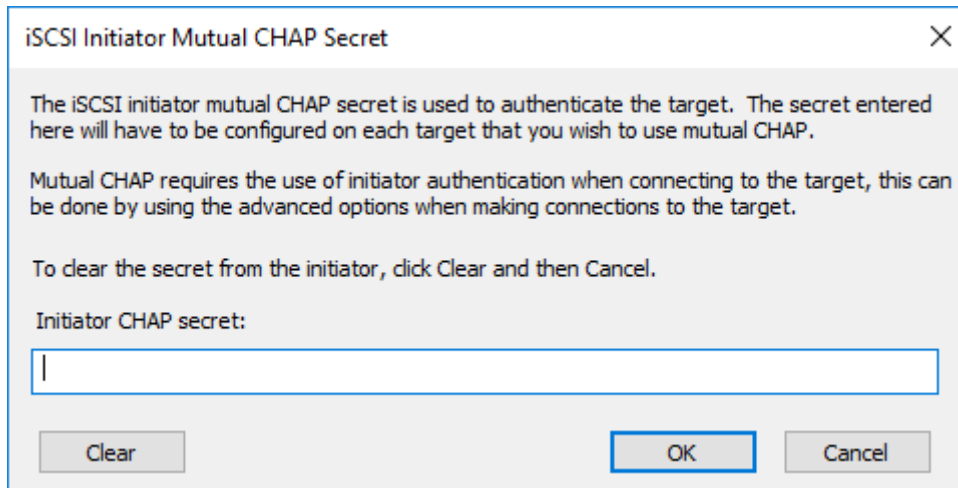 iSCSI Initiator Mutual CHAP Secret
The iSCSI initiator mutual CHAP secret is used to authenticate the target.  The secret entered
here will have to be configured on each target that you wish to use mutual CHAP.
Mutual CHAP requires the use of initiator authentication when connecting to the target, this can
be done by using the advanced options when making connections to the target.
To clear the secret from the initiator, click Clear and then Cancel.
Initiator CHAP secret:
Clear OK Cancel